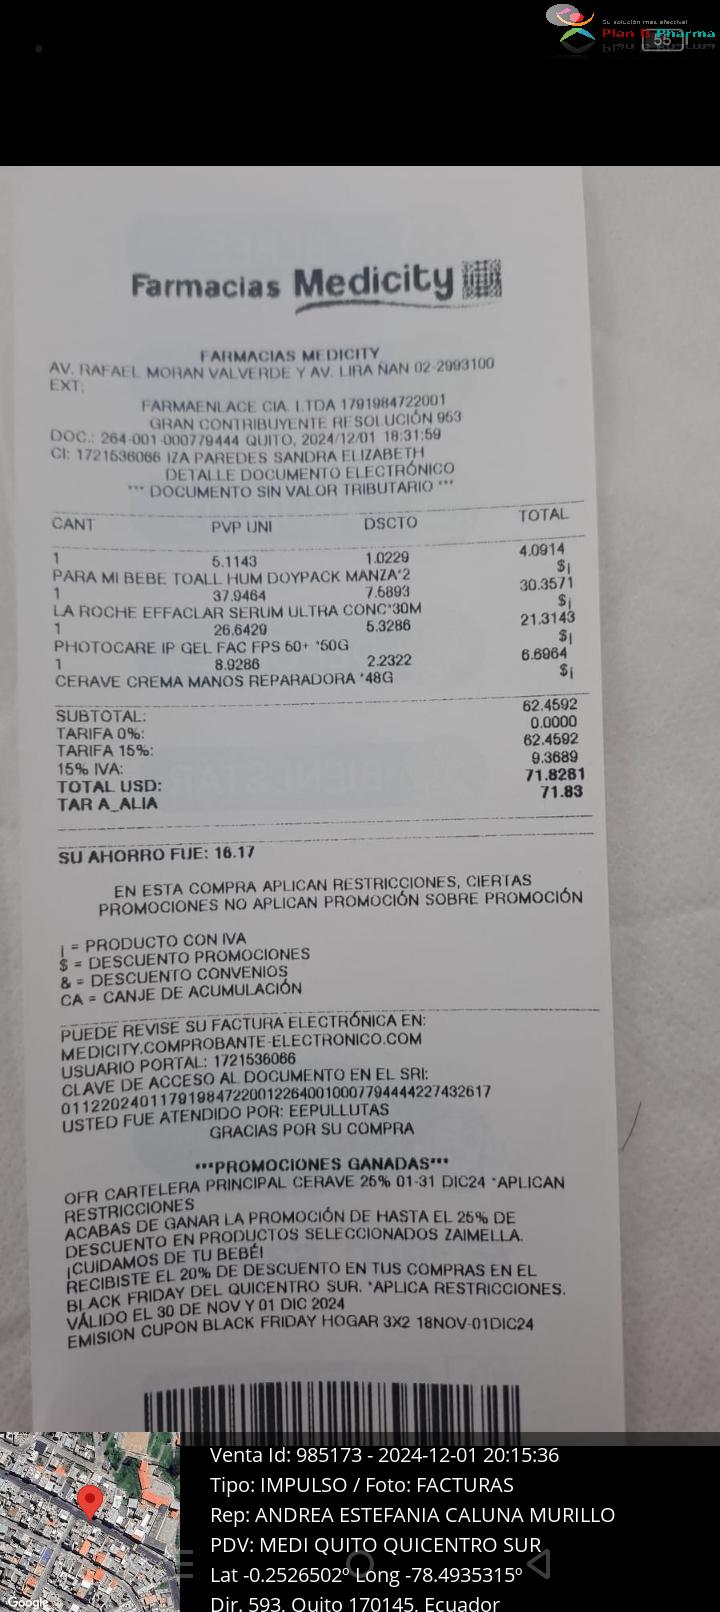 Su solución más efectiva!
Plan B Pharma
55
Farmacias Medicity
FARMACIAS MEDICITY
AV. RAFAEL MORAN VALVERDE Y AV. LIRA ÑAN 02-2993100
EXT:
FARMAENLACE CIA. LTDA 1791984722001
GRAN CONTRIBUYENTE RESOLUCIÓN 953
DOC.: 264-001-000779444 QUITO, 2024/12/01 18:31:59
CI: 1721536066 IZA PAREDES SANDRA ELIZABETH
DETALLE DOCUMENTO ELECTRÓNICO
*** DOCUMENTO SIN VALOR TRIBUTARIO ***
CANT PVP UNI DSCTO TOTAL
1 5.1143 1.0229 4.0914
PARA MI BEBE TOALL HUM DOYPACK MANZA*2 $¡
1 37.9464 7.5893 30.3571
LA ROCHE EFFACLAR SERUM ULTRA CONC*30M $¡
1 26.6429 5.3286 21.3143
PHOTOCARE IP GEL FAC FPS 50+ *50G $¡
1 8.9286 2.2322 6.6964
CERAVE CREMA MANOS REPARADORA *48G $¡
SUBTOTAL: 62.4592
TARIFA 0%: 0.0000
TARIFA 15%: 62.4592
15% IVA: 9.3689
TOTAL USD: 71.8281
TAR A_ALIA 71.83
SU AHORRO FUE: 16.17
EN ESTA COMPRA APLICAN RESTRICCIONES, CIERTAS
PROMOCIONES NO APLICAN PROMOCIÓN SOBRE PROMOCIÓN
¡ = PRODUCTO CON IVA
$ = DESCUENTO PROMOCIONES
& = DESCUENTO CONVENIOS
CA = CANJE DE ACUMULACIÓN
PUEDE REVISE SU FACTURA ELECTRÓNICA EN:
MEDICITY.COMPROBANTE-ELECTRONICO.COM
USUARIO PORTAL: 1721536066
CLAVE DE ACCESO AL DOCUMENTO EN EL SRI:
0112202401179198472200122640010007794444227432617
USTED FUE ATENDIDO POR: EEPULLUTAS
GRACIAS POR SU COMPRA
***PROMOCIONES GANADAS***
OFR CARTELERA PRINCIPAL CERAVE 25% 01-31 DIC24 *APLICAN
RESTRICCIONES
ACABAS DE GANAR LA PROMOCIÓN DE HASTA EL 25% DE
DESCUENTO EN PRODUCTOS SELECCIONADOS ZAIMELLA.
¡CUIDAMOS DE TU BEBÉ!
RECIBISTE EL 20% DE DESCUENTO EN TUS COMPRAS EN EL
BLACK FRIDAY DEL QUICENTRO SUR. *APLICA RESTRICCIONES.
VÁLIDO EL 30 DE NOV Y 01 DIC 2024
EMISION CUPON BLACK FRIDAY HOGAR 3X2 18NOV-01DIC24
Venta Id: 985173 - 2024-12-01 20:15:36
Tipo: IMPULSO / Foto: FACTURAS
Rep: ANDREA ESTEFANIA CALUNA MURILLO
PDV: MEDI QUITO QUICENTRO SUR
Lat -0.2526502º Long -78.4935315º
Dir. 593, Quito 170145, Ecuador
Google